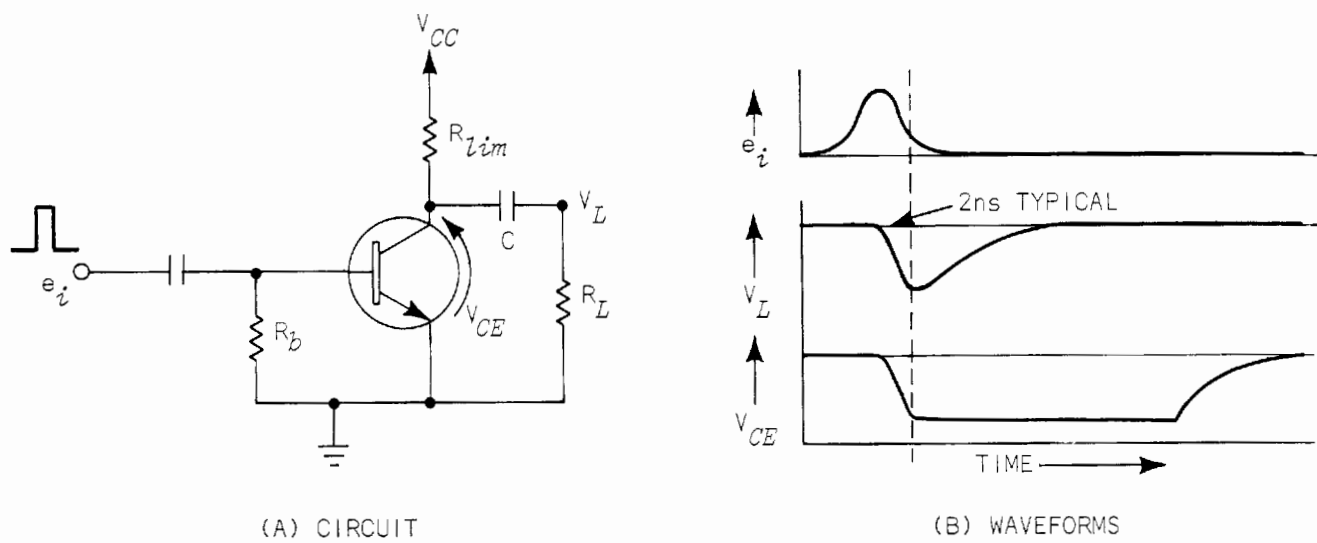 V_CC
R_lim
V_L
C
e_i
R_b
V_CE
R_L
(A) CIRCUIT
e_i
2ns TYPICAL
V_L
V_CE
TIME
(B) WAVEFORMS